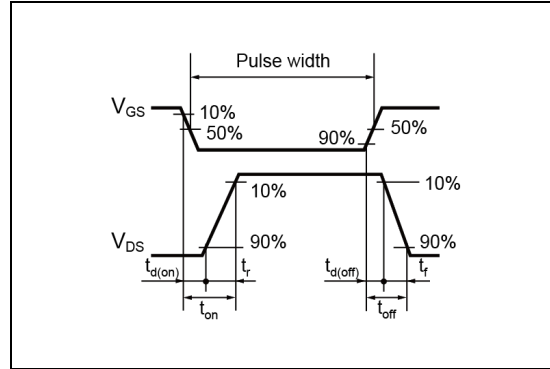 Pulse width
V_GS 10%
50% 90% 50%
10% 10%
V_DS 90% 90%
t_d(on) t_r t_d(off) t_f
t_on t_off